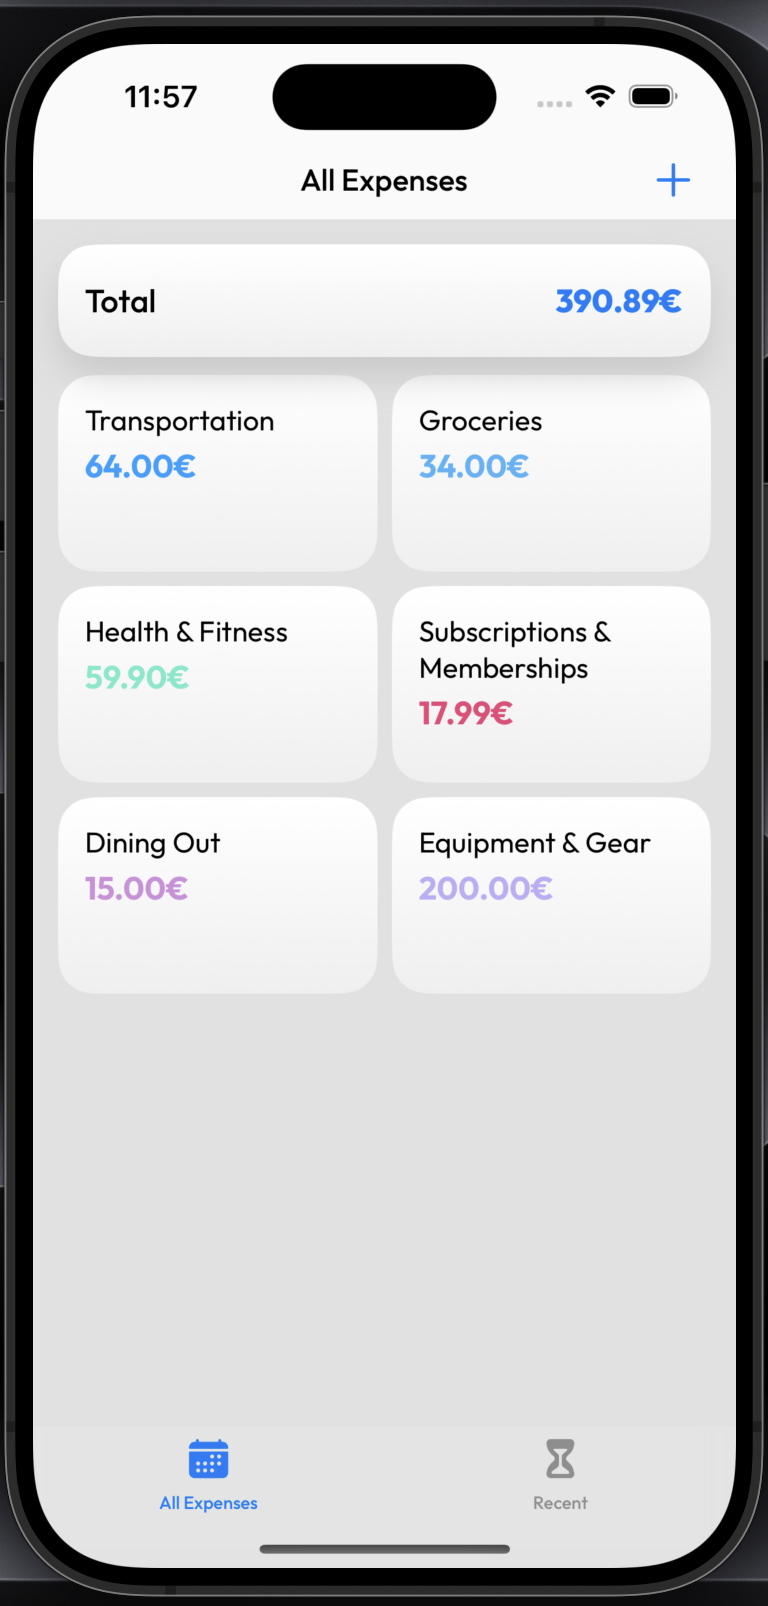 11:57
All Expenses
Total 390.89€
Transportation
64.00€
Groceries
34.00€
Health & Fitness
59.90€
Subscriptions &
Memberships
17.99€
Dining Out
15.00€
Equipment & Gear
200.00€
All Expenses
Recent